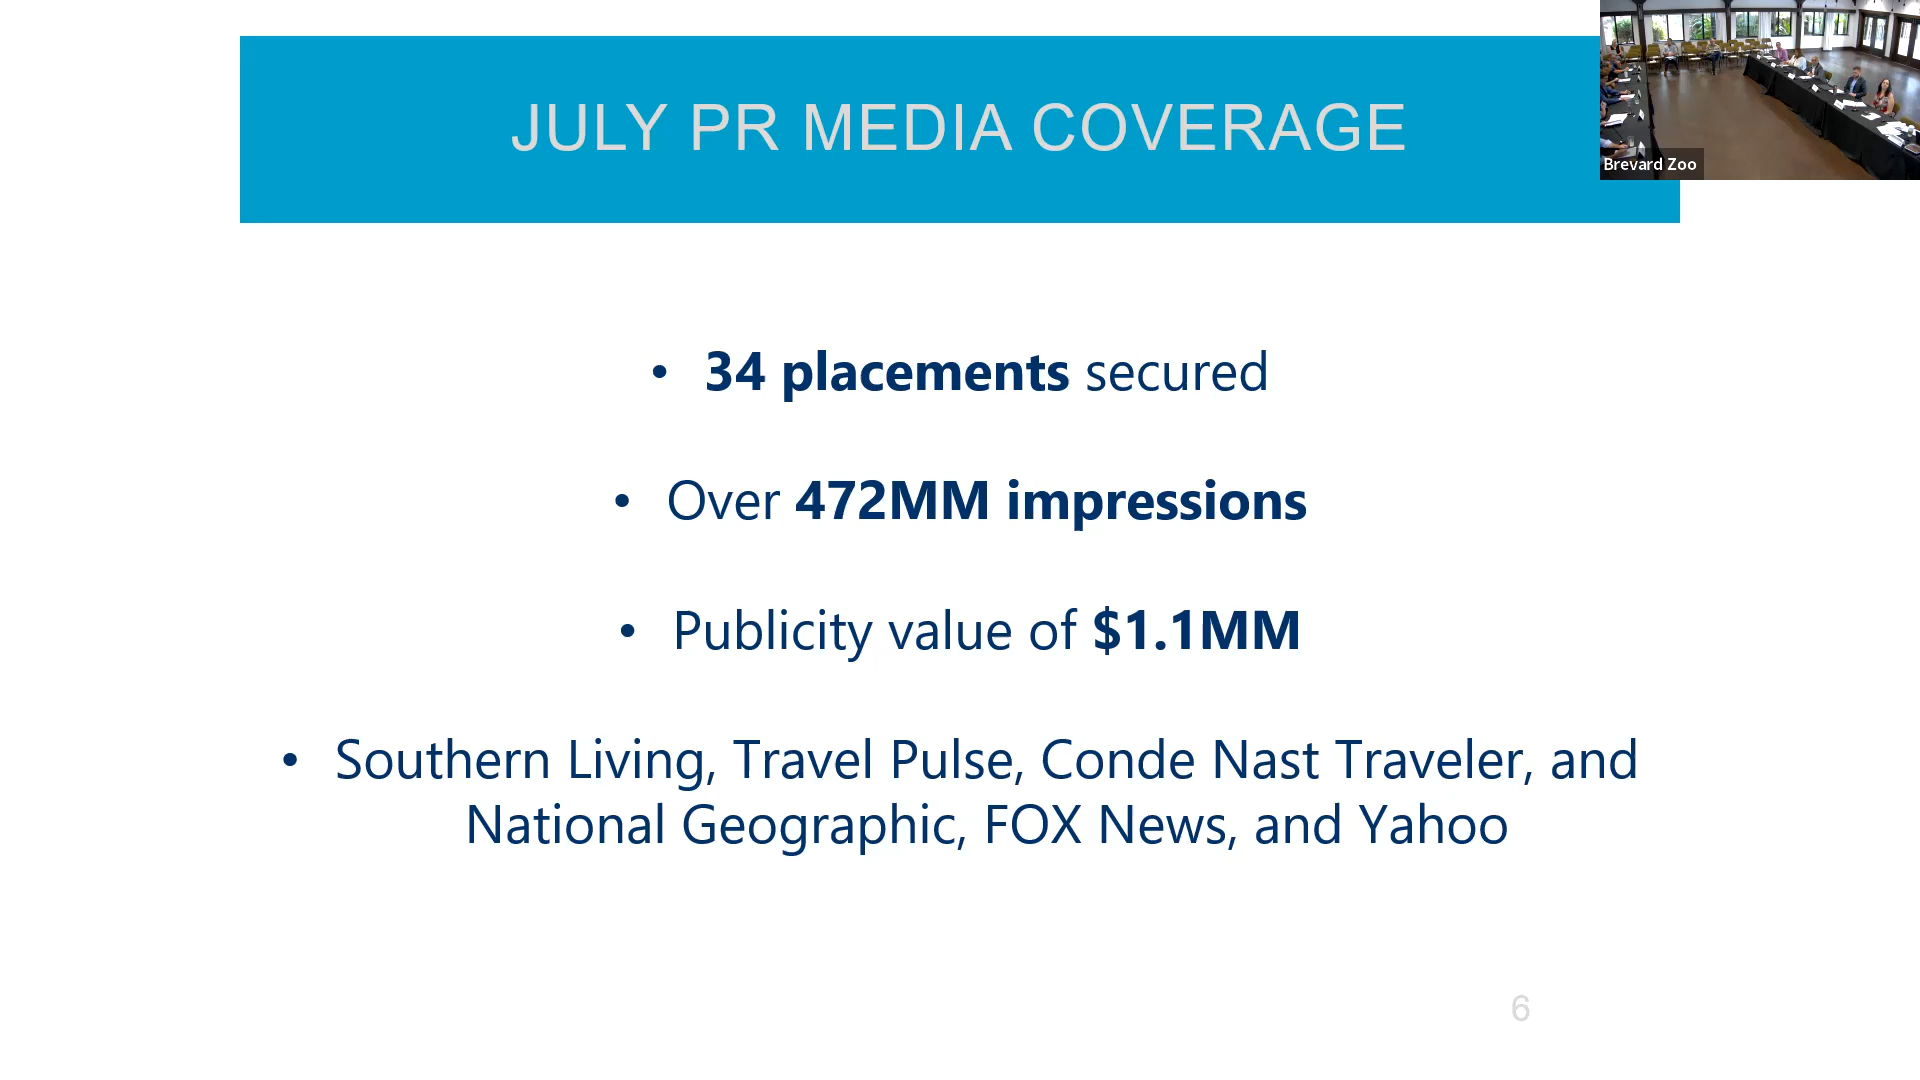 JULY PR MEDIA COVERAGE
Brevard Zoo
• 34 placements secured
• Over 472MM impressions
• Publicity value of $1.1MM
• Southern Living, Travel Pulse, Conde Nast Traveler, and
National Geographic, FOX News, and Yahoo
6